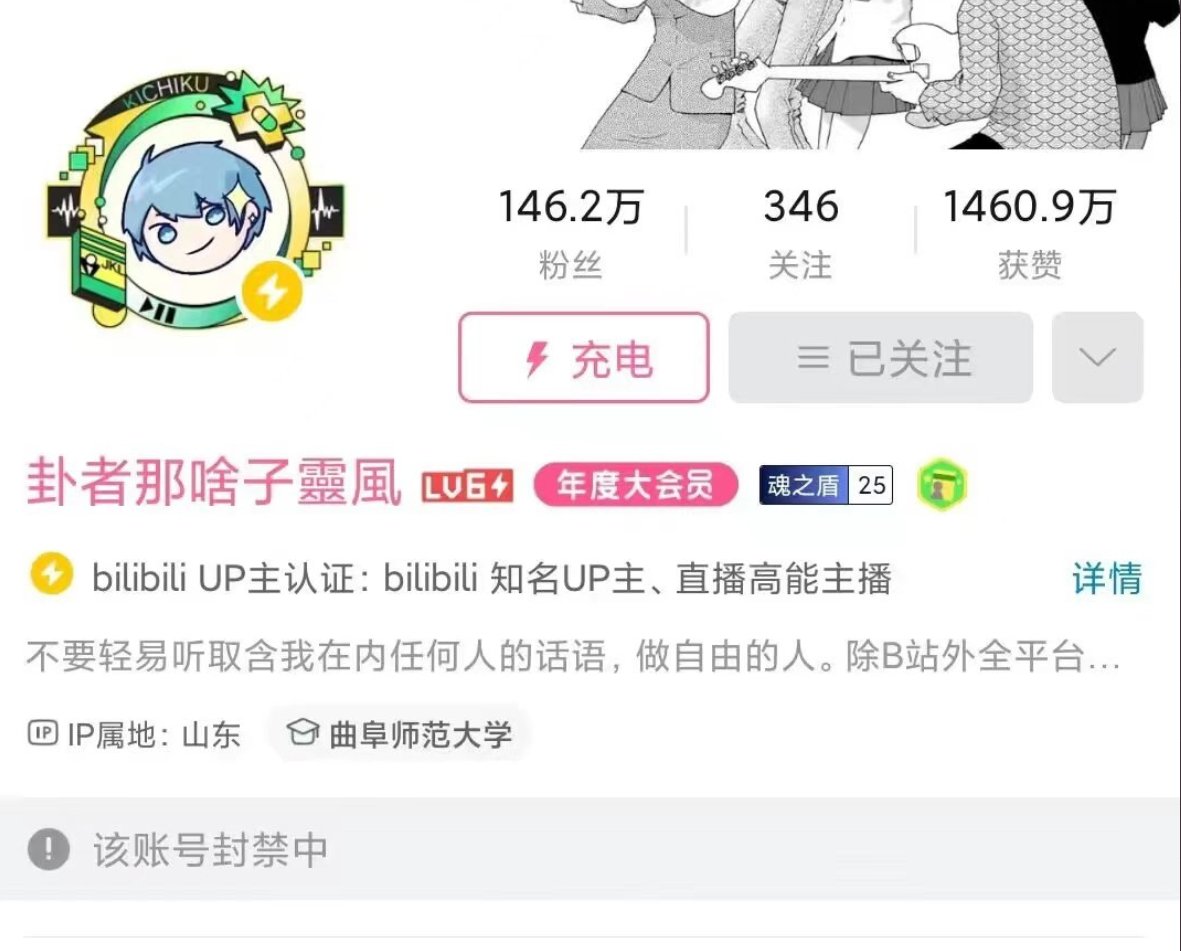 KICHIKU
JKL
146.2万 346 1460.9万
粉丝 关注 获赞
充电 已关注
卦者那啥子靈風 LV6 年度大会员 魂之盾 25
bilibili UP主认证：bilibili 知名UP主、直播高能主播 详情
不要轻易听取含我在内任何人的话语，做自由的人。除B站外全平台...
IP IP属地：山东 曲阜师范大学
该账号封禁中